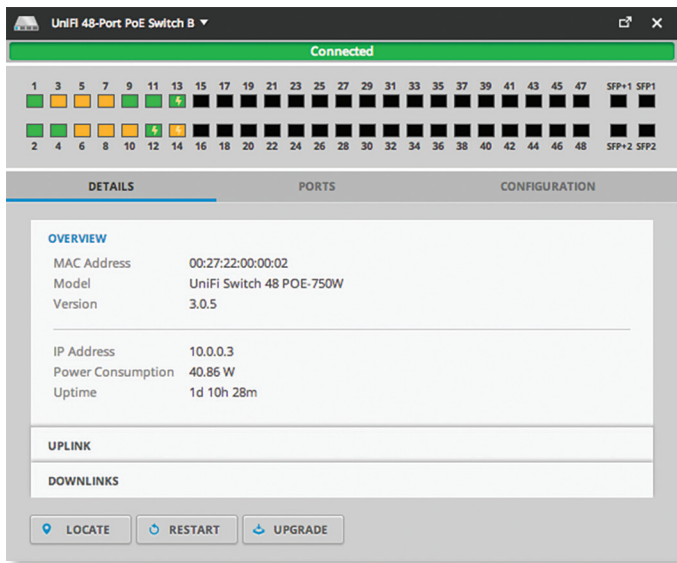 UniFi 48-Port PoE Switch B
Connected
1 3 5 7 9 11 13 15 17 19 21 23 25 27 29 31 33 35 37 39 41 43 45 47 SFP+1 SFP1
2 4 6 8 10 12 14 16 18 20 22 24 26 28 30 32 34 36 38 40 42 44 46 48 SFP+2 SFP2
DETAILS PORTS CONFIGURATION
OVERVIEW
MAC Address 00:27:22:00:00:02
Model UniFi Switch 48 POE-750W
Version 3.0.5
IP Address 10.0.0.3
Power Consumption 40.86 W
Uptime 1d 10h 28m
UPLINK
DOWNLINKS
LOCATE RESTART UPGRADE